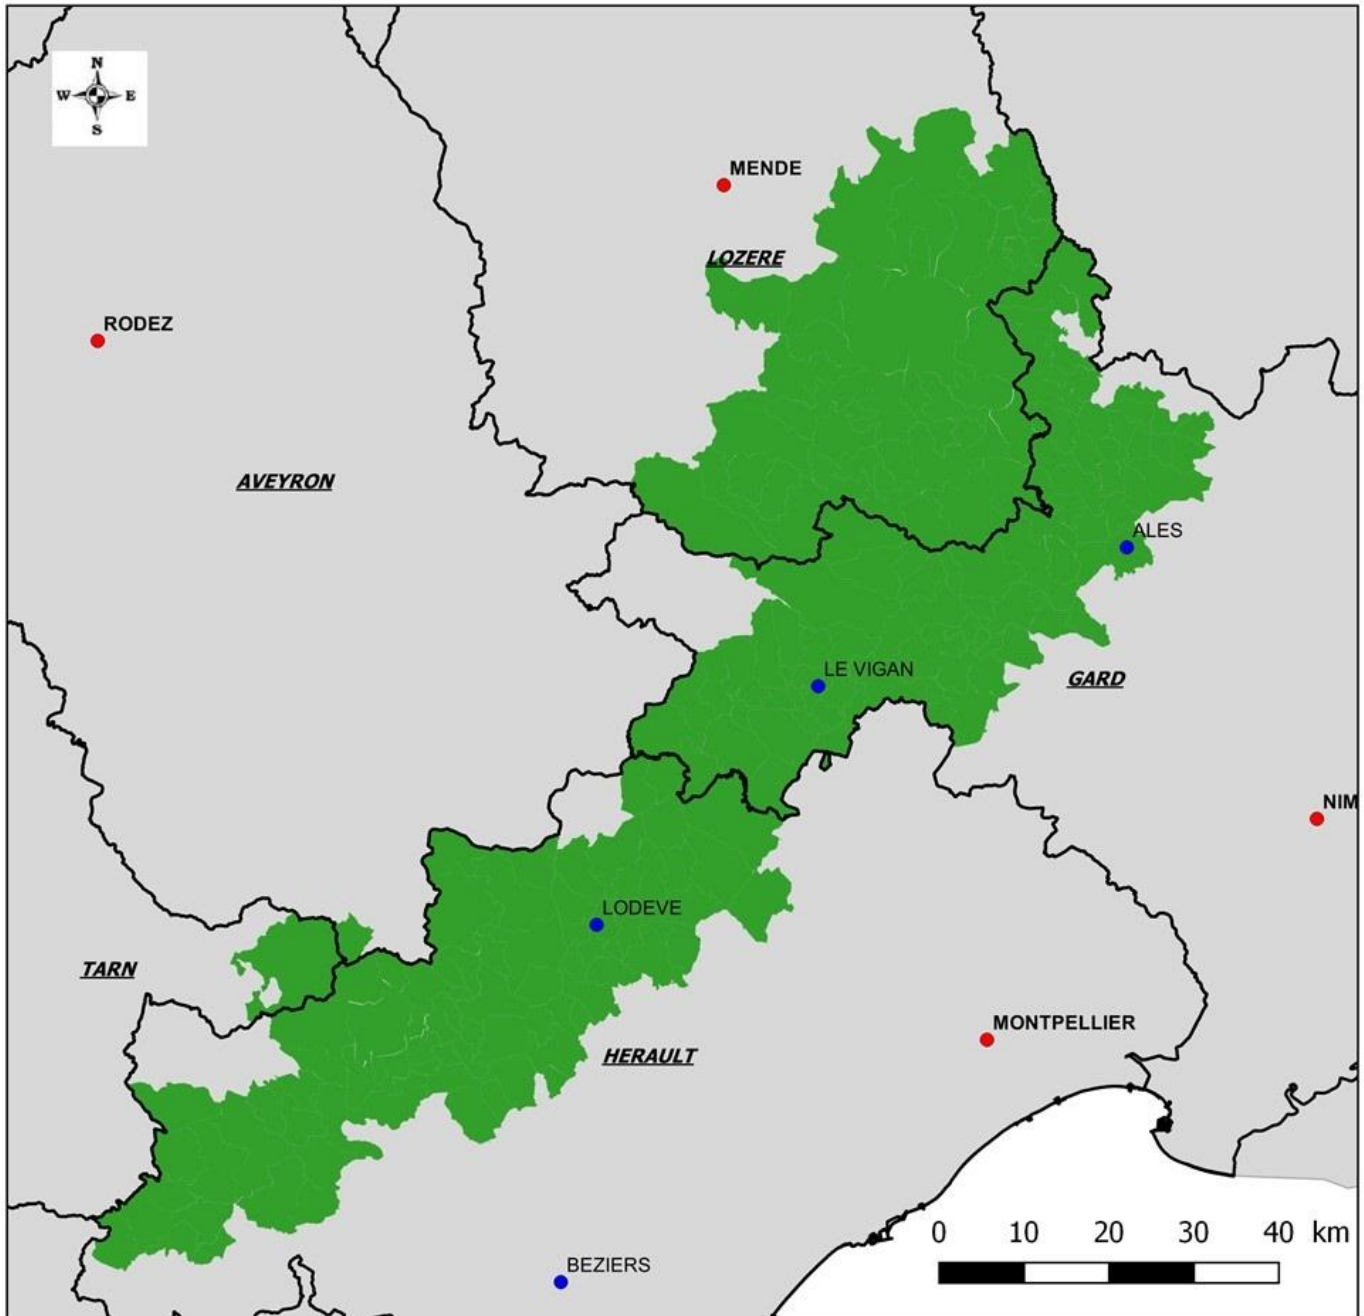 N
W E
S
MENDE
LOZERE
RODEZ
AVEYRON
ALES
LE VIGAN
GARD
NIM
LODEVE
TARN
MONTPELLIER
HERAULT
0 10 20 30 40 km
BEZIERS